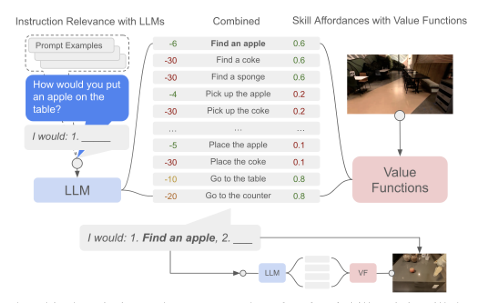 Instruction Relevance with LLMs
Combined
Skill Affordances with Value Functions
Prompt Examples
How would you put
an apple on the
table?
I would: 1. _____
LLM
-6 Find an apple 0.6
-30 Find a coke 0.6
-30 Find a sponge 0.6
-4 Pick up the apple 0.2
-30 Pick up the coke 0.2
... ... ...
-5 Place the apple 0.1
-30 Place the coke 0.1
-10 Go to the table 0.8
-20 Go to the counter 0.8
Value
Functions
I would: 1. Find an apple, 2. ___
LLM
VF